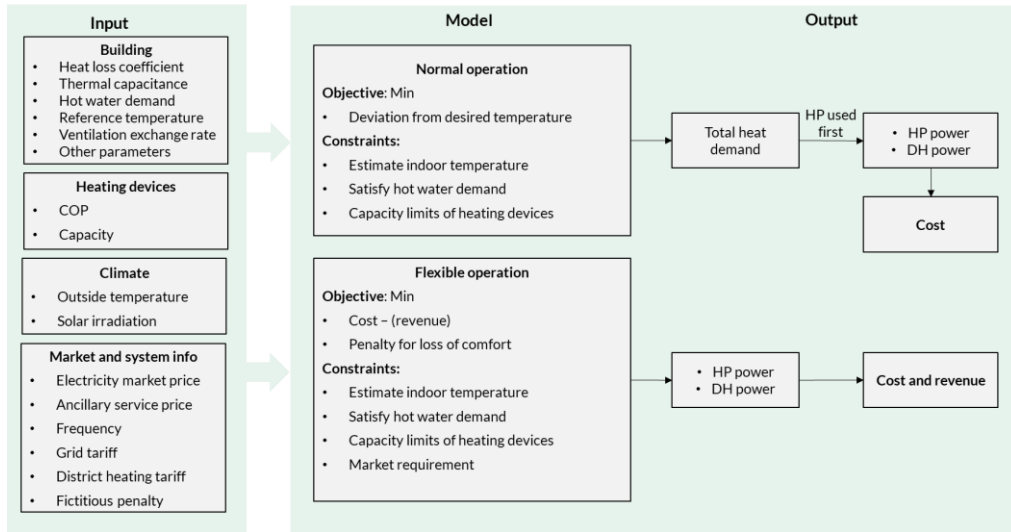 Input
Building
• Heat loss coefficient
• Thermal capacitance
• Hot water demand
• Reference temperature
• Ventilation exchange rate
• Other parameters
Heating devices
• COP
• Capacity
Climate
• Outside temperature
• Solar irradiation
Market and system info
• Electricity market price
• Ancillary service price
• Frequency
• Grid tariff
• District heating tariff
• Fictitious penalty
Model
Normal operation
Objective: Min
• Deviation from desired temperature
Constraints:
• Estimate indoor temperature
• Satisfy hot water demand
• Capacity limits of heating devices
Flexible operation
Objective: Min
• Cost – (revenue)
• Penalty for loss of comfort
Constraints:
• Estimate indoor temperature
• Satisfy hot water demand
• Capacity limits of heating devices
• Market requirement
Output
Total heat
demand
HP used
first
• HP power
• DH power
Cost
• HP power
• DH power
Cost and revenue